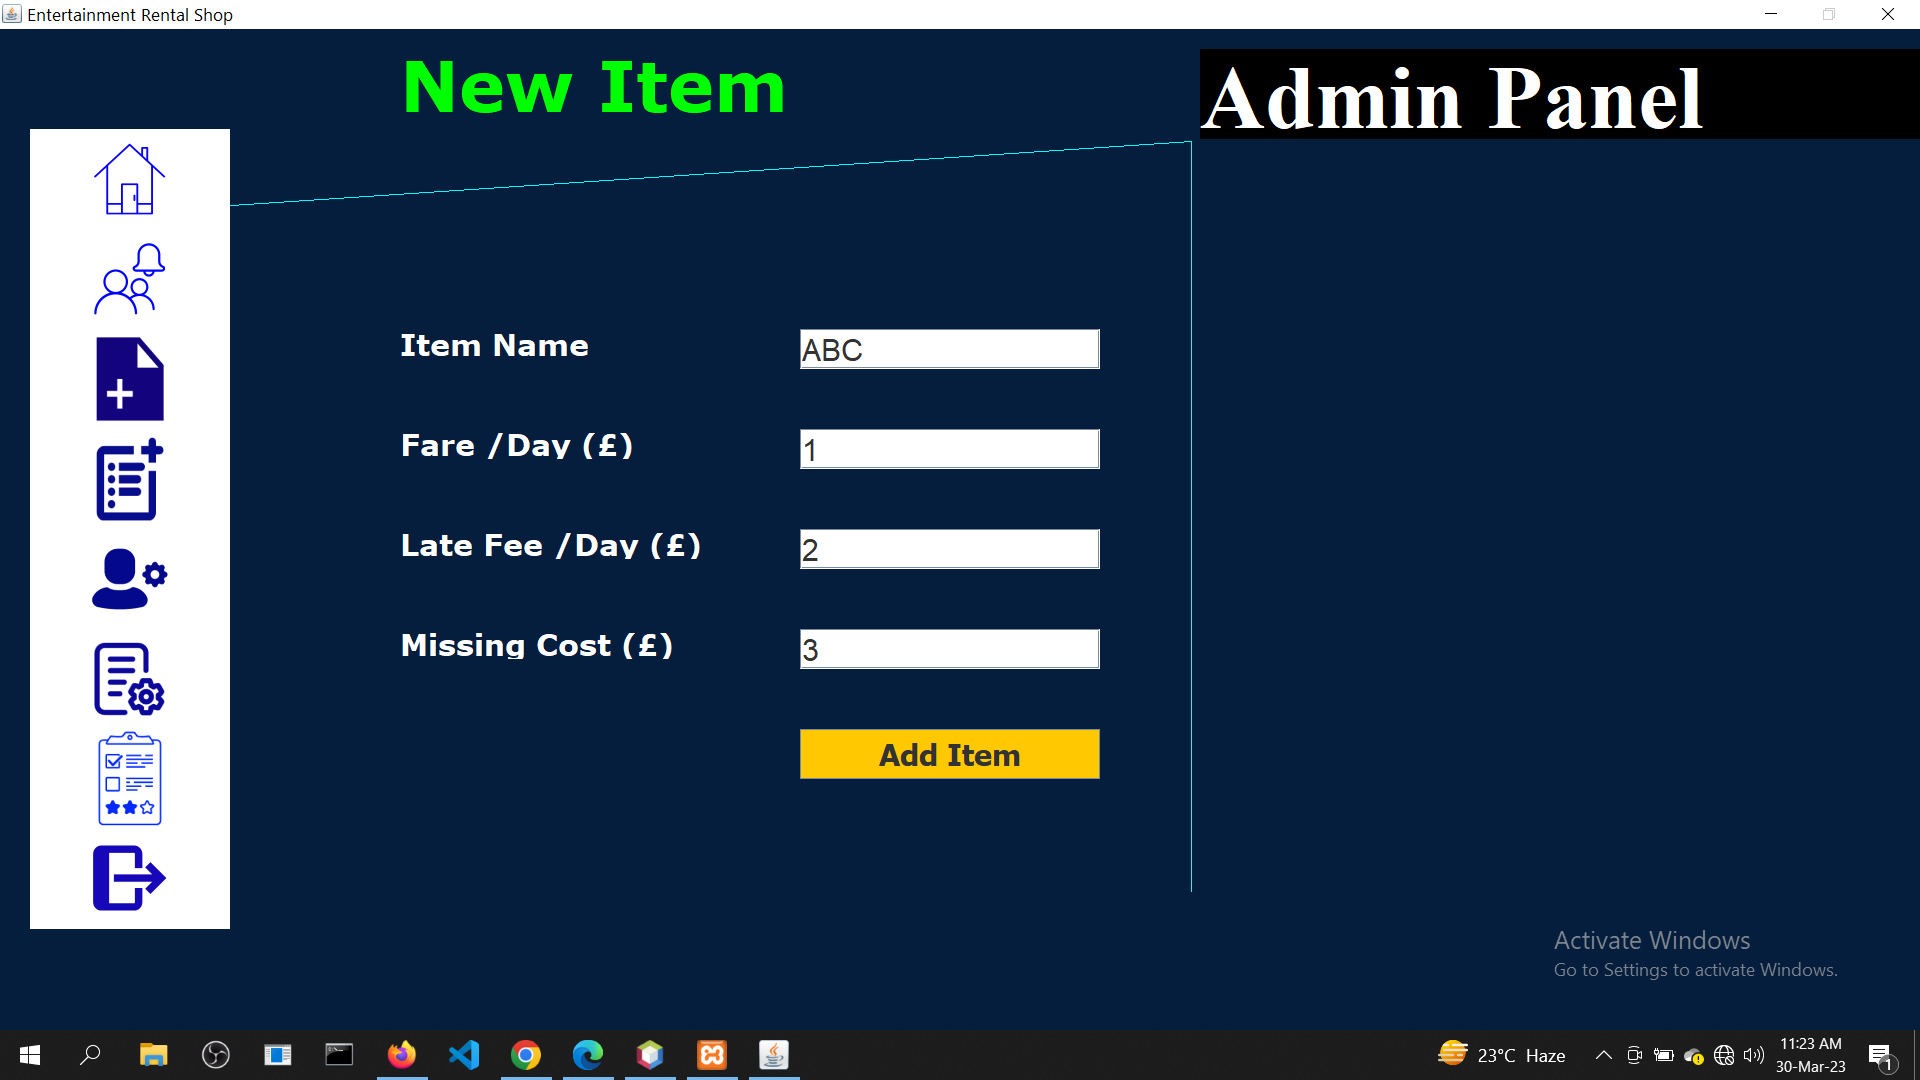 Entertainment Rental Shop
New Item
Admin Panel
Item Name
ABC
Fare /Day (£)
1
Late Fee /Day (£)
2
Missing Cost (£)
3
Add Item
Activate Windows
Go to Settings to activate Windows.
23°C Haze
11:23 AM
30-Mar-23
1